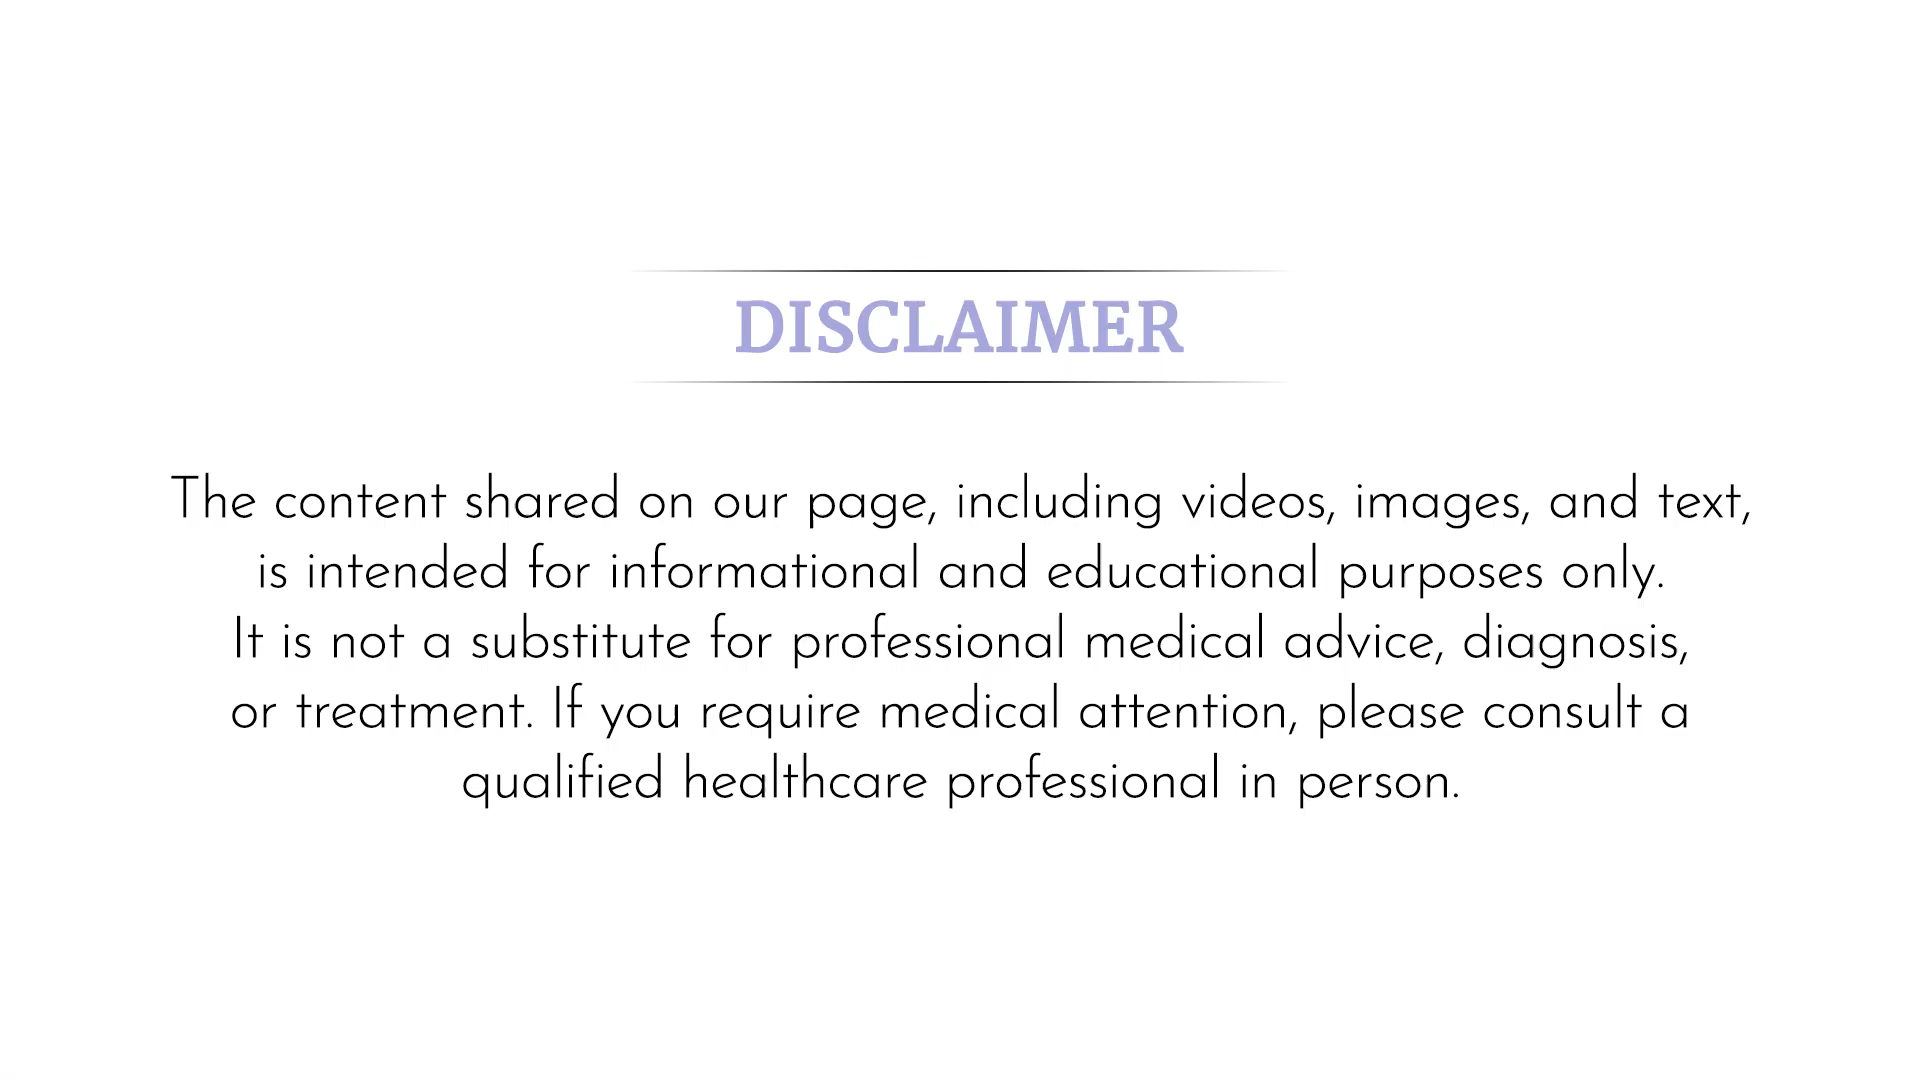 DISCLAIMER
The content shared on our page, including videos, images, and text,
is intended for informational and educational purposes only.
It is not a substitute for professional medical advice, diagnosis,
or treatment. If you require medical attention, please consult a
qualified healthcare professional in person.